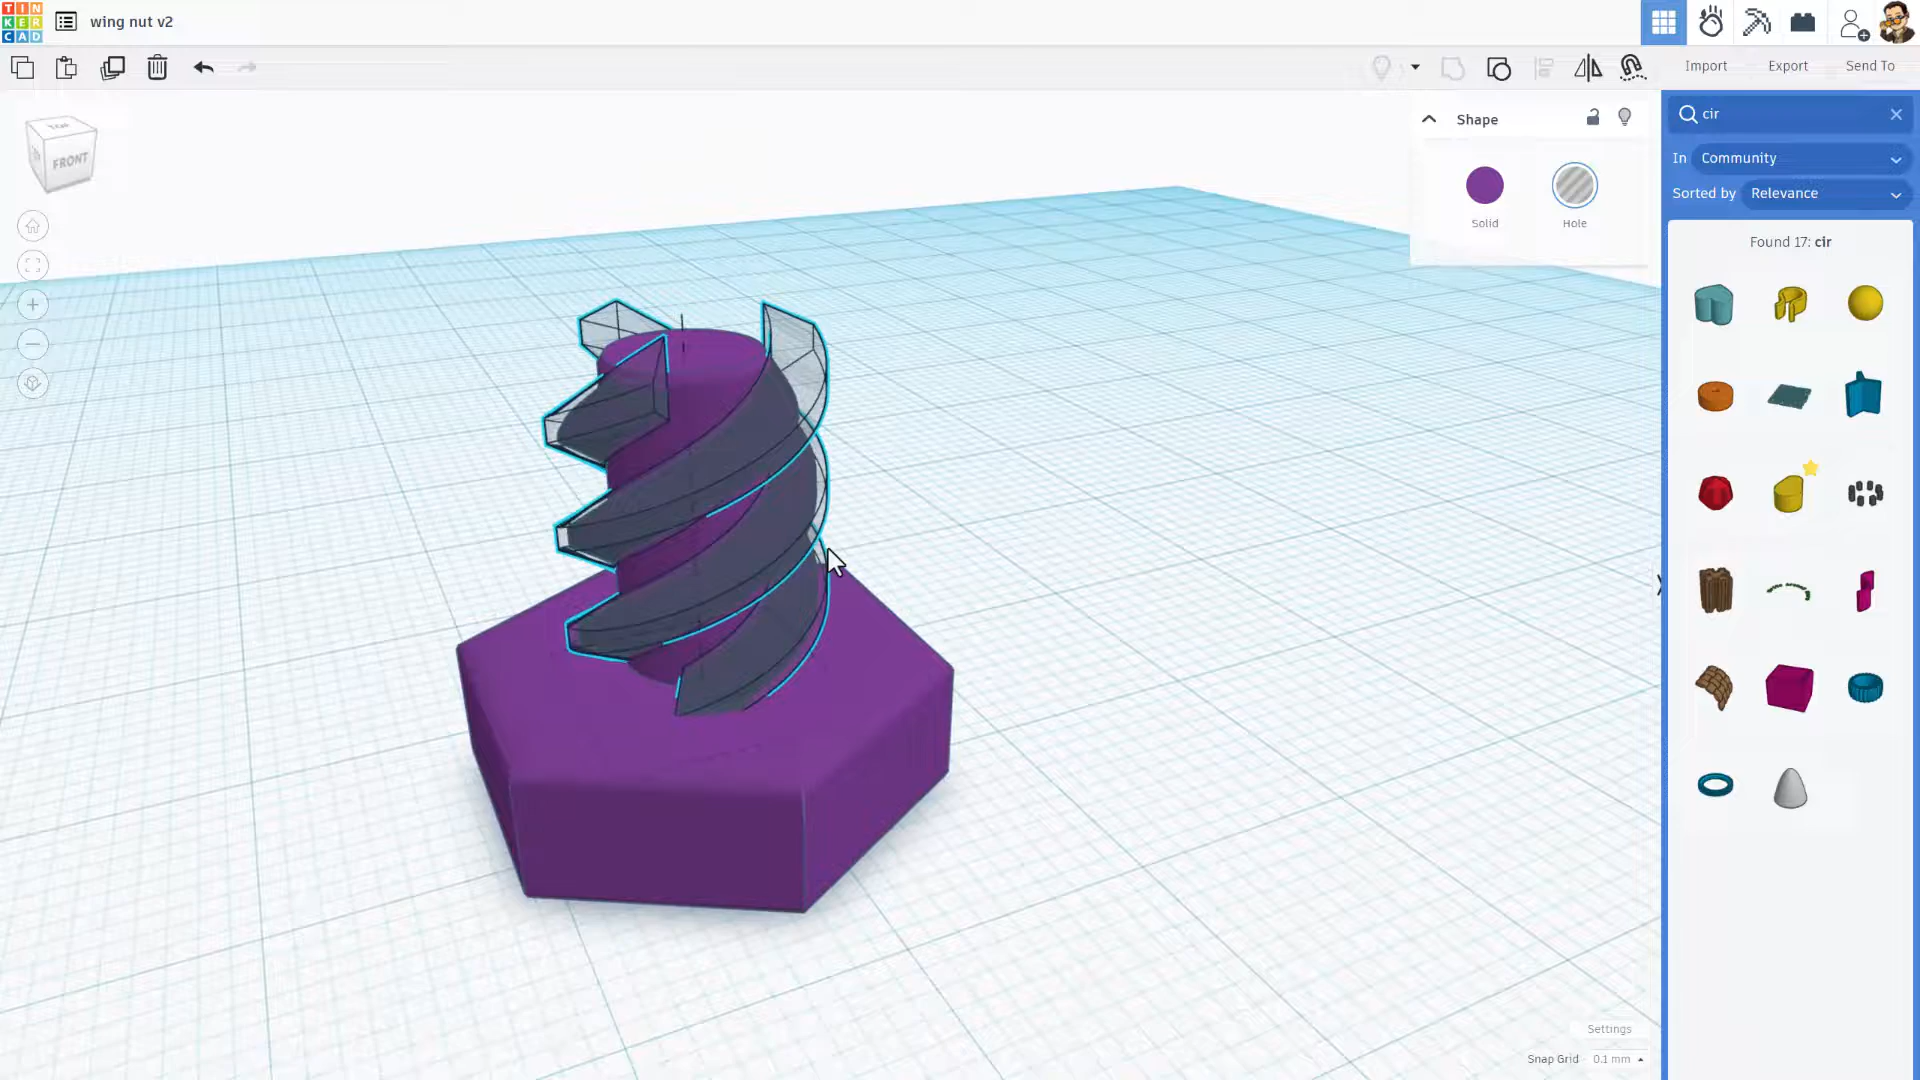 TIN
KER
CAD
wing nut v2
Import
Export
Send To
TOP
FRONT
Shape
Solid
Hole
cir
In Community
Sorted by Relevance
Found 17: cir
Settings
Snap Grid 0.1 mm